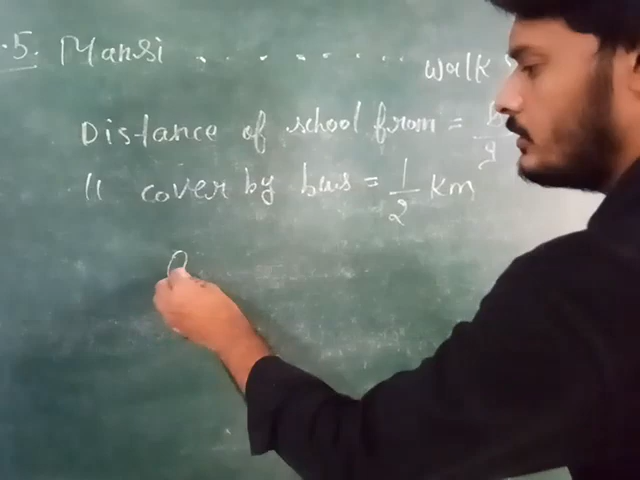 .5. Mansi . . . . . . . . . walk
Distance of school from = 
" cover by bus = 1/2 km